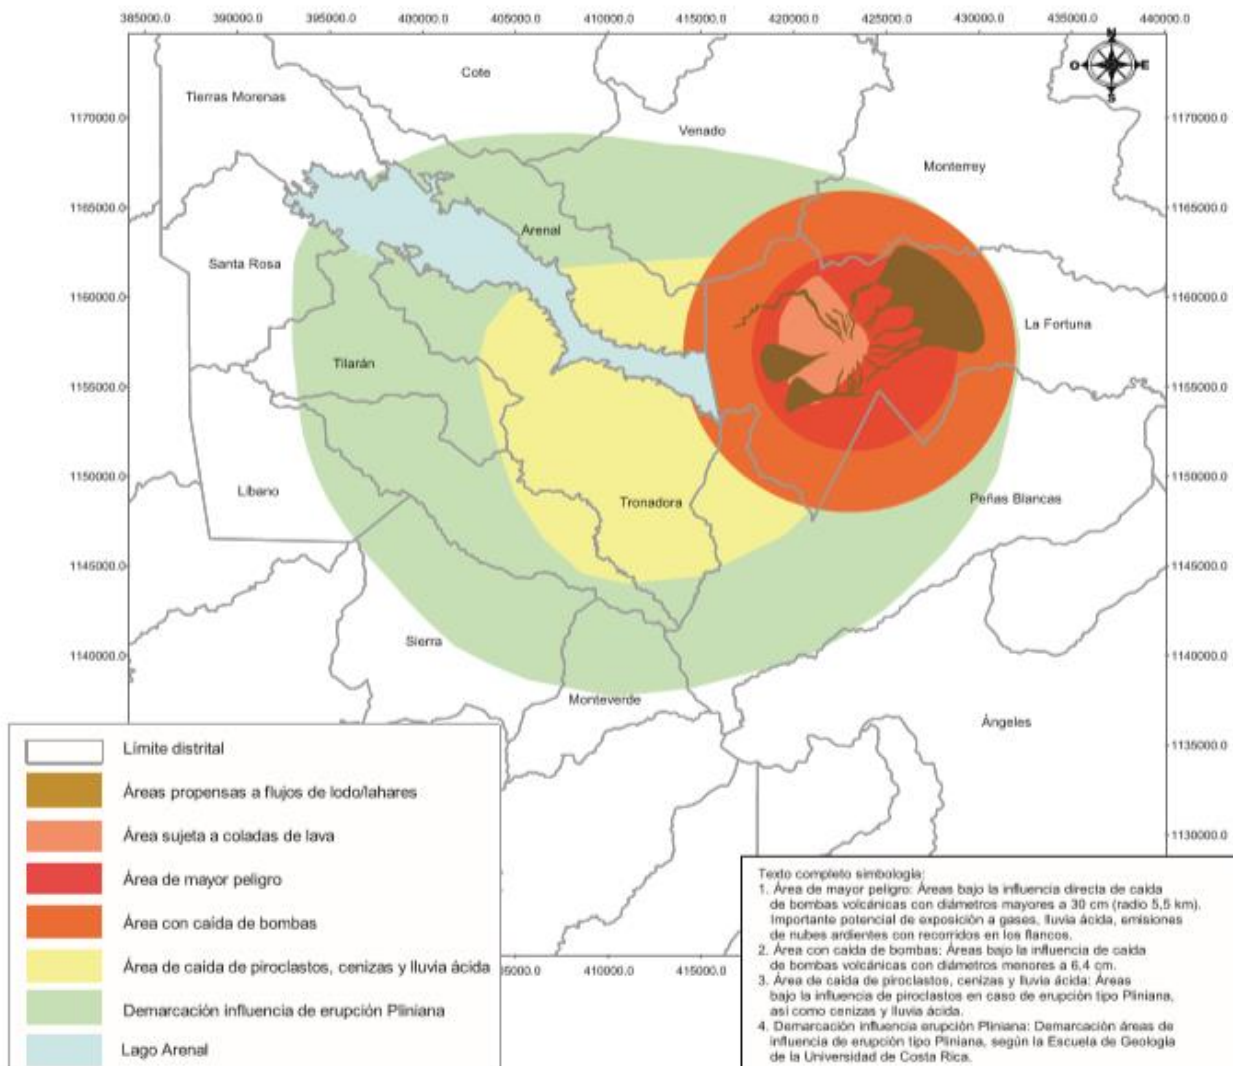 385000.0 390000.0 395000.0 400000.0 405000.0 410000.0 415000.0 420000.0 425000.0 430000.0 435000.0 440000.0
N
O E
S
Cote
Tierras Morenas
1170000.0 1170000.0
Venado
Monterrey
1165000.0 1165000.0
Arenal
Santa Rosa
1160000.0 1160000.0
La Fortuna
Tilarán
1155000.0 1155000.0
Líbano
Peñas Blancas
Tronadora
1150000.0 1150000.0
1145000.0 1145000.0
Sierra
1140000.0 1140000.0
Monteverde
Ángeles
1135000.0
1130000.0
410000.0 415000.0
Límite distrital
Áreas propensas a flujos de lodo/lahares
Área sujeta a coladas de lava
Área de mayor peligro
Área con caída de bombas
Área de caída de piroclastos, cenizas y lluvia ácida
Demarcación influencia de erupción Pliniana
Lago Arenal
Texto completo simbología:
1. Área de mayor peligro: Áreas bajo la influencia directa de caída
de bombas volcánicas con diámetros mayores a 30 cm (radio 5,5 km).
Importante potencial de exposición a gases, lluvia ácida, emisiones
de nubes ardientes con recorridos en los flancos.
2. Área con caída de bombas: Áreas bajo la influencia de caída
de bombas volcánicas con diámetros menores a 6,4 cm.
3. Área de caída de piroclastos, cenizas y lluvia ácida: Áreas
bajo la influencia de piroclastos en caso de erupción tipo Pliniana,
así como cenizas y lluvia ácida.
4. Demarcación influencia erupción Pliniana: Demarcación áreas de
influencia de erupción tipo Pliniana, según la Escuela de Geología
de la Universidad de Costa Rica.